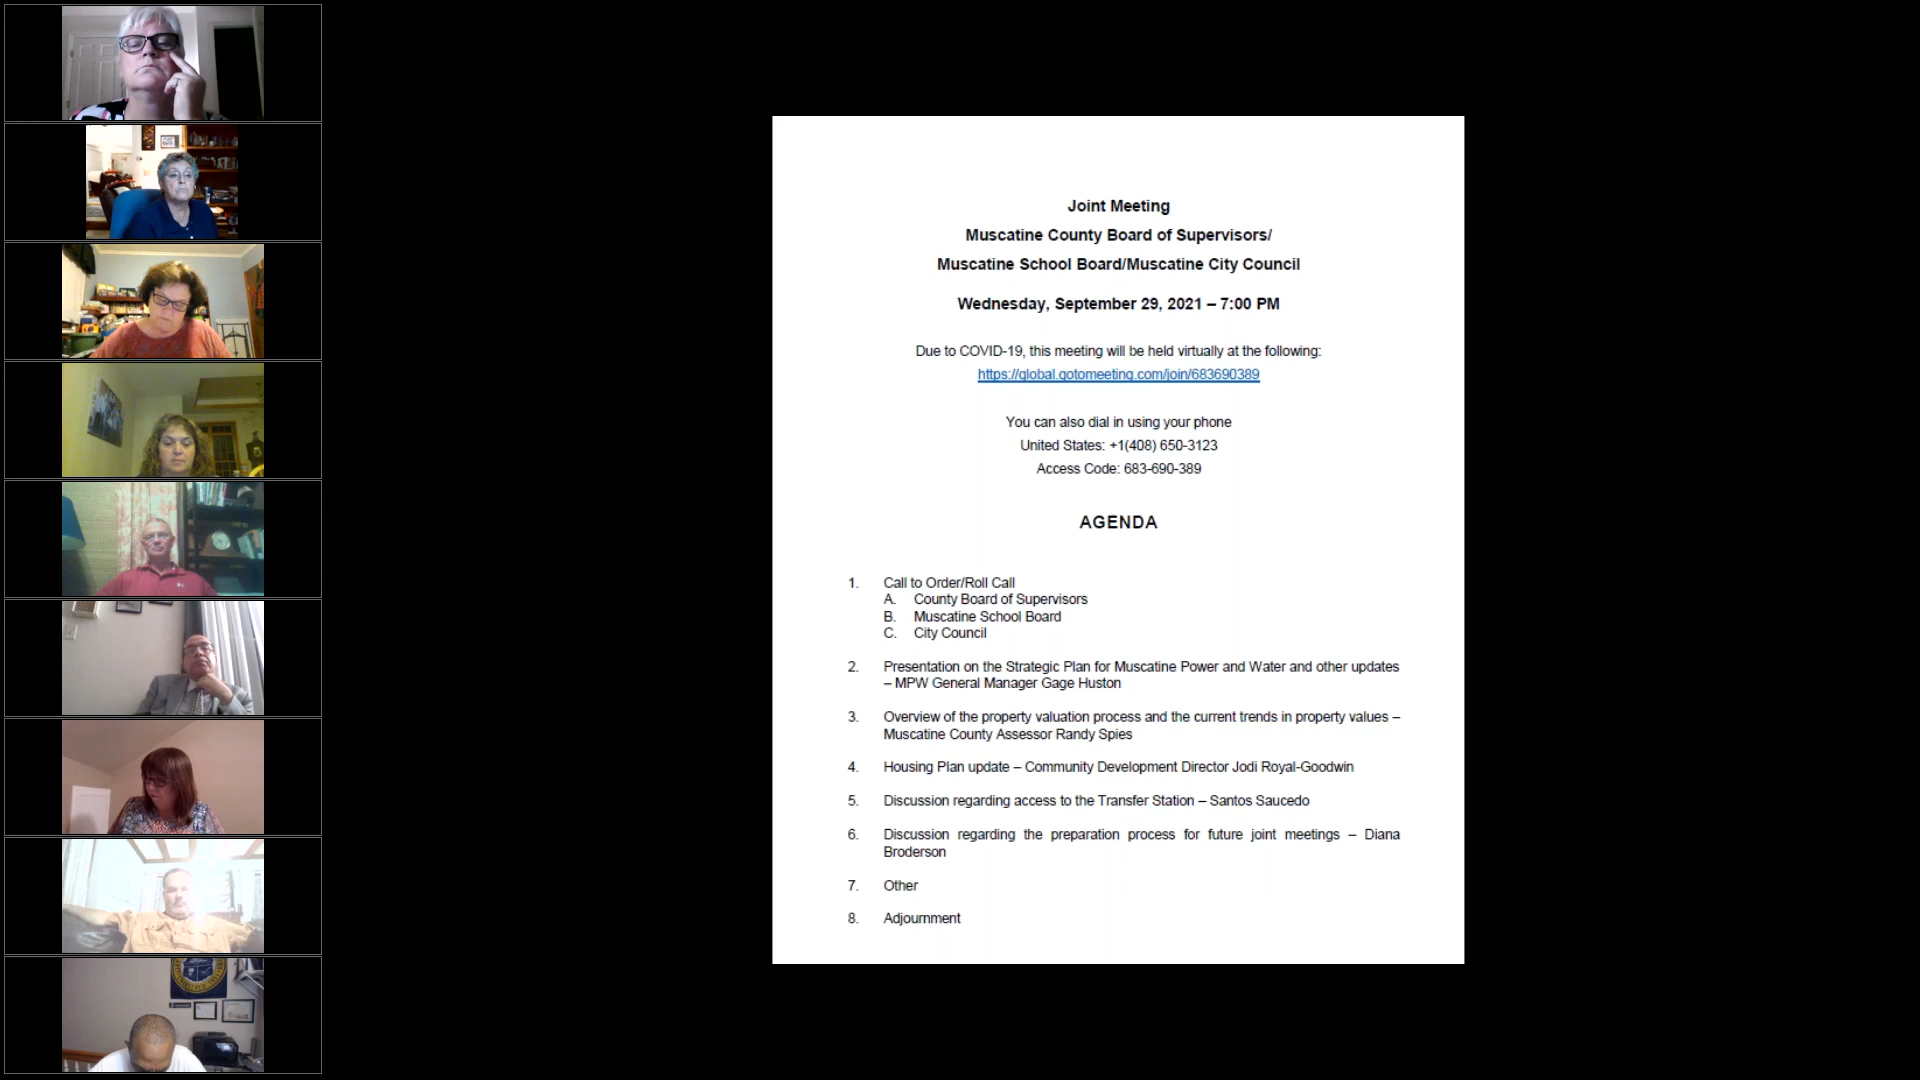 Joint Meeting
Muscatine County Board of Supervisors/
Muscatine School Board/Muscatine City Council
Wednesday, September 29, 2021 – 7:00 PM
Due to COVID-19, this meeting will be held virtually at the following:
https://global.gotomeeting.com/join/683690389
You can also dial in using your phone
United States: +1(408) 650-3123
Access Code: 683-690-389
AGENDA
1. Call to Order/Roll Call
A. County Board of Supervisors
B. Muscatine School Board
C. City Council
2. Presentation on the Strategic Plan for Muscatine Power and Water and other updates
– MPW General Manager Gage Huston
3. Overview of the property valuation process and the current trends in property values –
Muscatine County Assessor Randy Spies
4. Housing Plan update – Community Development Director Jodi Royal-Goodwin
5. Discussion regarding access to the Transfer Station – Santos Saucedo
6. Discussion regarding the preparation process for future joint meetings – Diana
Broderson
7. Other
8. Adjournment